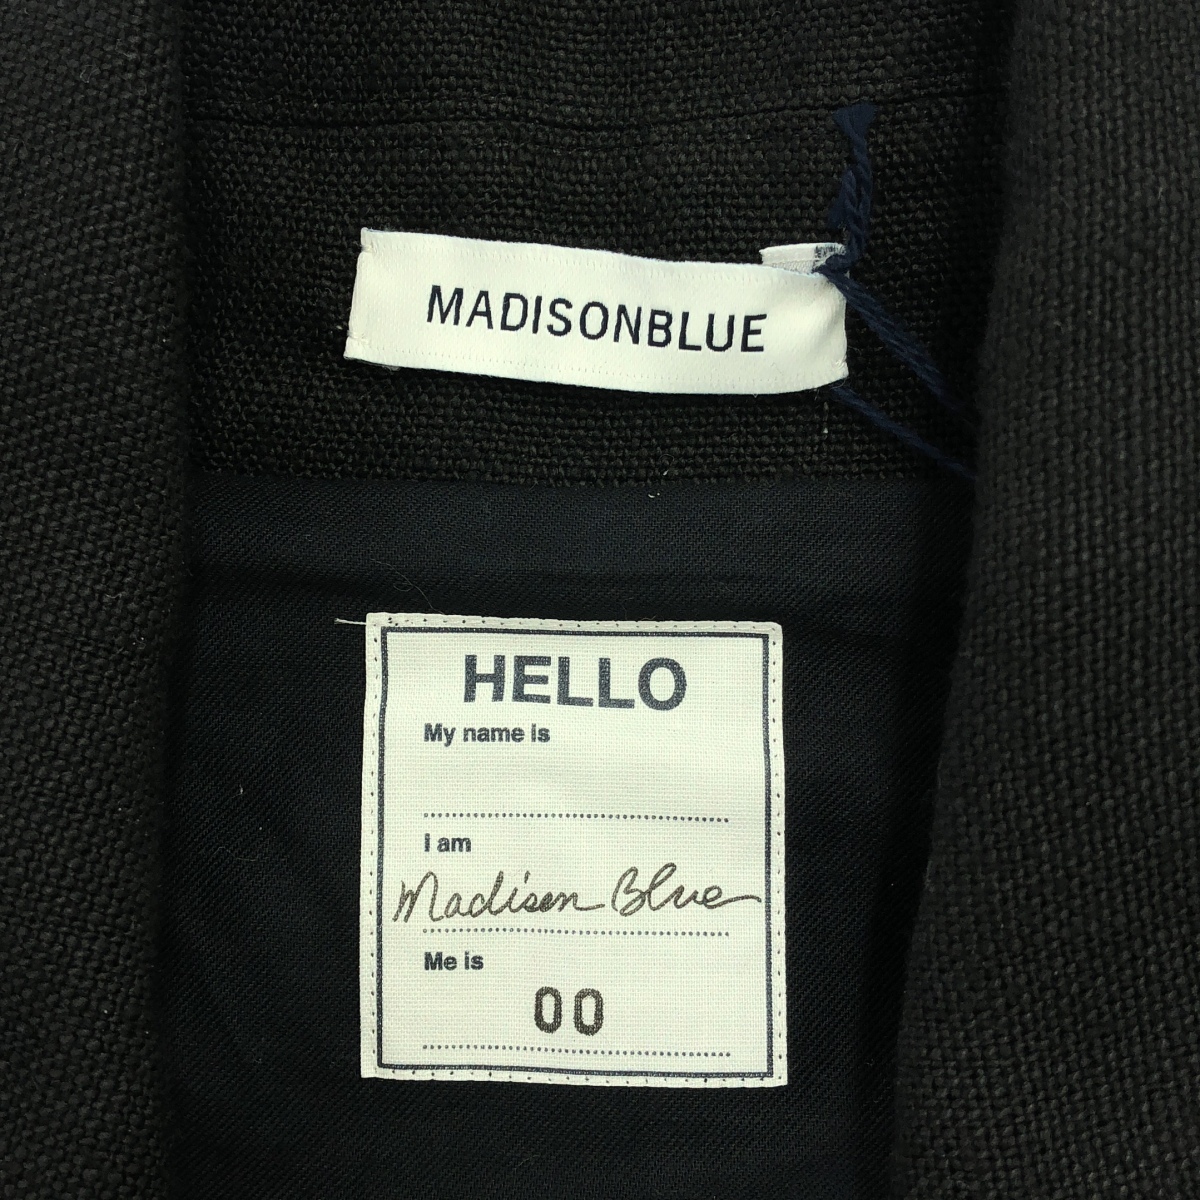 MADISONBLUE
HELLO
My name is
I am
Madison Blue
Me is
00